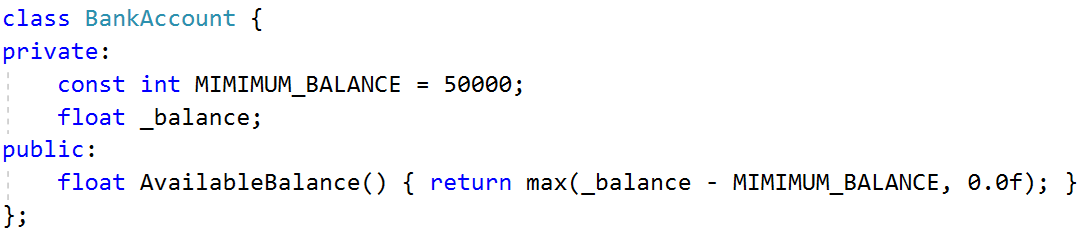 class BankAccount {
private:
    const int MIMIMUM_BALANCE = 50000;
    float _balance;
public:
    float AvailableBalance() { return max(_balance - MIMIMUM_BALANCE, 0.0f); }
};